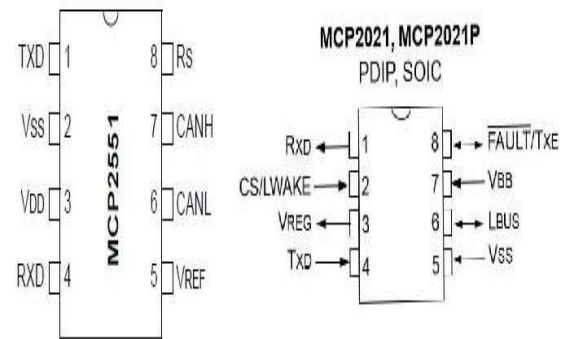 TXD 1 8 RS
VSS 2 7 CANH
VDD 3 6 CANL
RXD 4 5 VREF
MCP2551
MCP2021, MCP2021P
PDIP, SOIC
RXD 1 8 FAULT/TXE
CS/LWAKE 2 7 VBB
VREG 3 6 LBUS
TXD 4 5 VSS